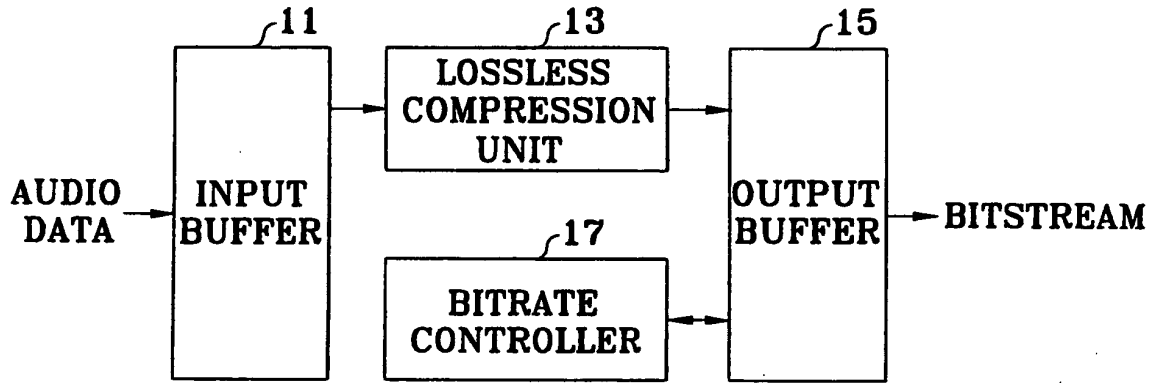 11
13
15
LOSSLESS
COMPRESSION
UNIT
AUDIO
DATA
INPUT
BUFFER
OUTPUT
BUFFER
BITSTREAM
17
BITRATE
CONTROLLER